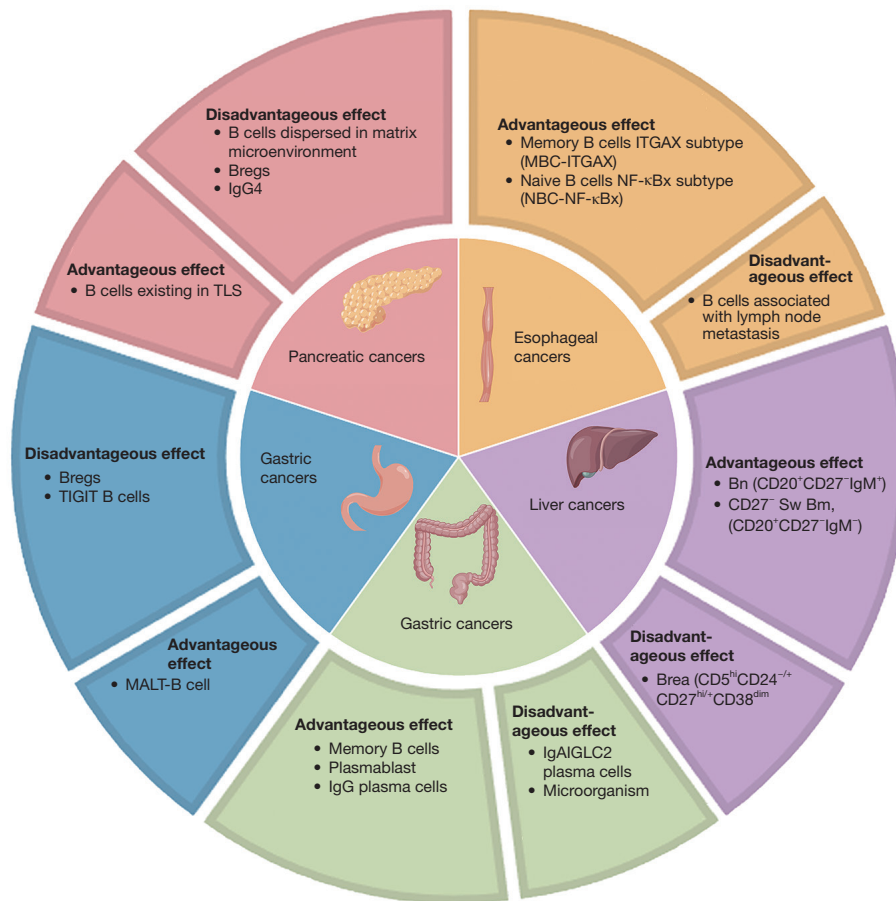 Disadvantageous effect
• B cells dispersed in matrix
microenvironment
• Bregs
• IgG4
Advantageous effect
• B cells existing in TLS
Advantageous effect
• Memory B cells ITGAX subtype
(MBC-ITGAX)
• Naive B cells NF-κBx subtype
(NBC-NF-κBx)
Disadvant-
ageous effect
• B cells associated
with lymph node
metastasis
Pancreatic cancers
Esophageal
cancers
Gastric
cancers
Liver cancers
Gastric cancers
Disadvantageous effect
• Bregs
• TIGIT B cells
Advantageous
effect
• MALT-B cell
Advantageous effect
• Bn (CD20⁺CD27⁻IgM⁺)
• CD27⁻ Sw Bm,
(CD20⁺CD27⁻IgM⁻)
Disadvant-
ageous effect
• Brea (CD5ʰⁱCD24⁻/⁺
CD27ʰⁱ/⁺CD38ᵈⁱᵐ
Advantageous effect
• Memory B cells
• Plasmablast
• IgG plasma cells
Disadvant-
ageous effect
• IgAIGLC2
plasma cells
• Microorganism